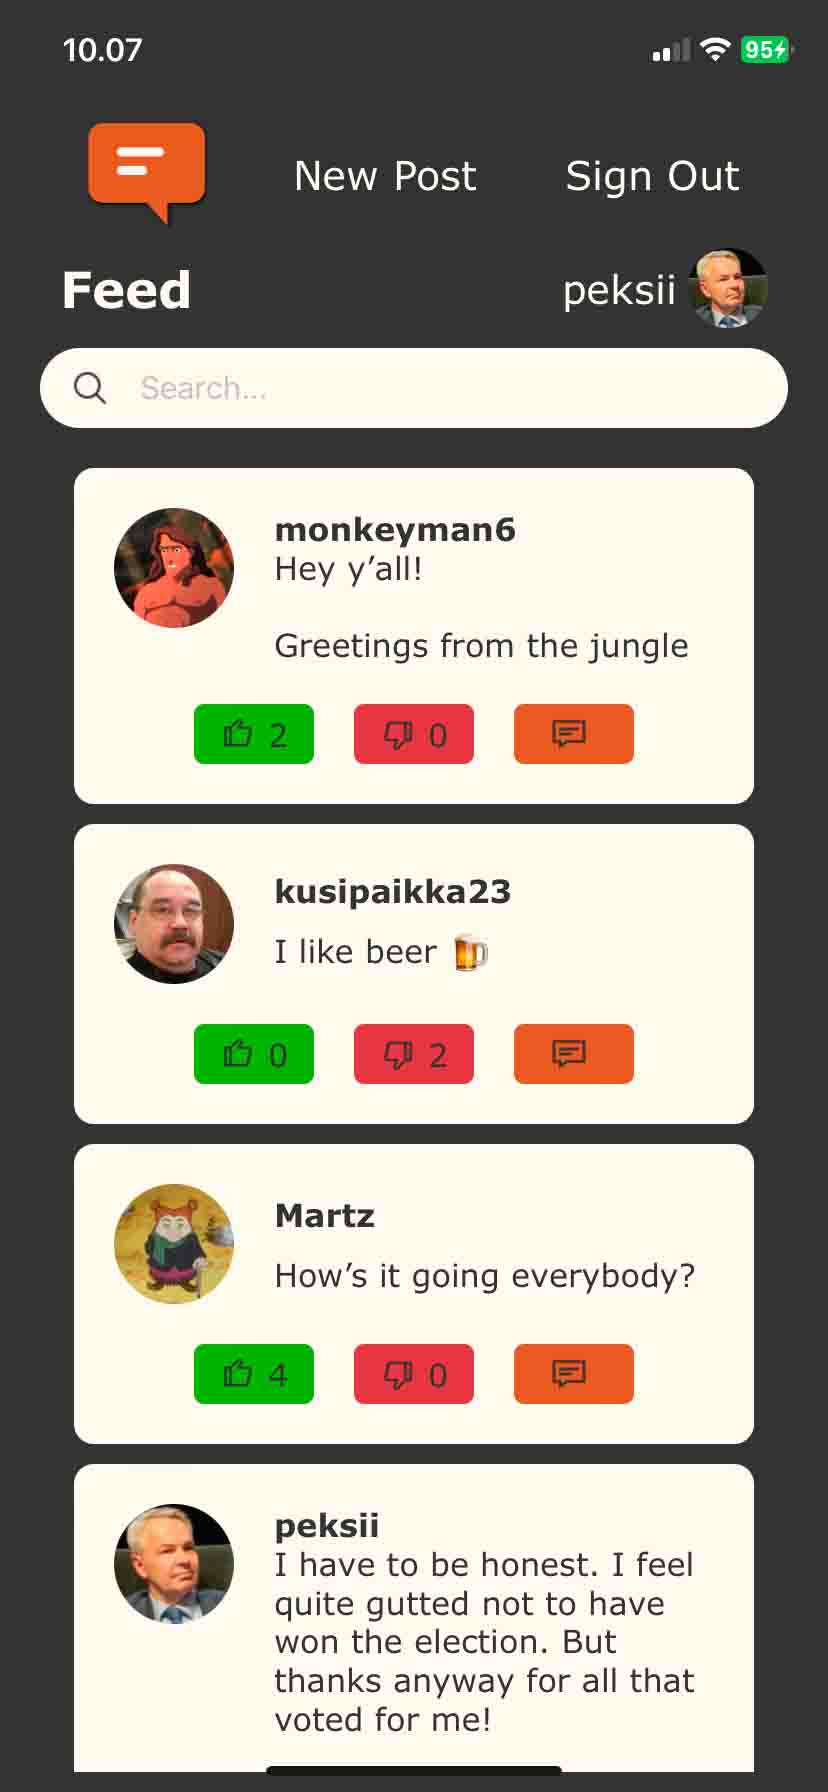 10.07
95
New Post Sign Out
Feed
peksii
Search...
monkeyman6
Hey y’all!
Greetings from the jungle
2 0
kusipaikka23
I like beer 🍺
0 2
Martz
How’s it going everybody?
4 0
peksii
I have to be honest. I feel
quite gutted not to have
won the election. But
thanks anyway for all that
voted for me!